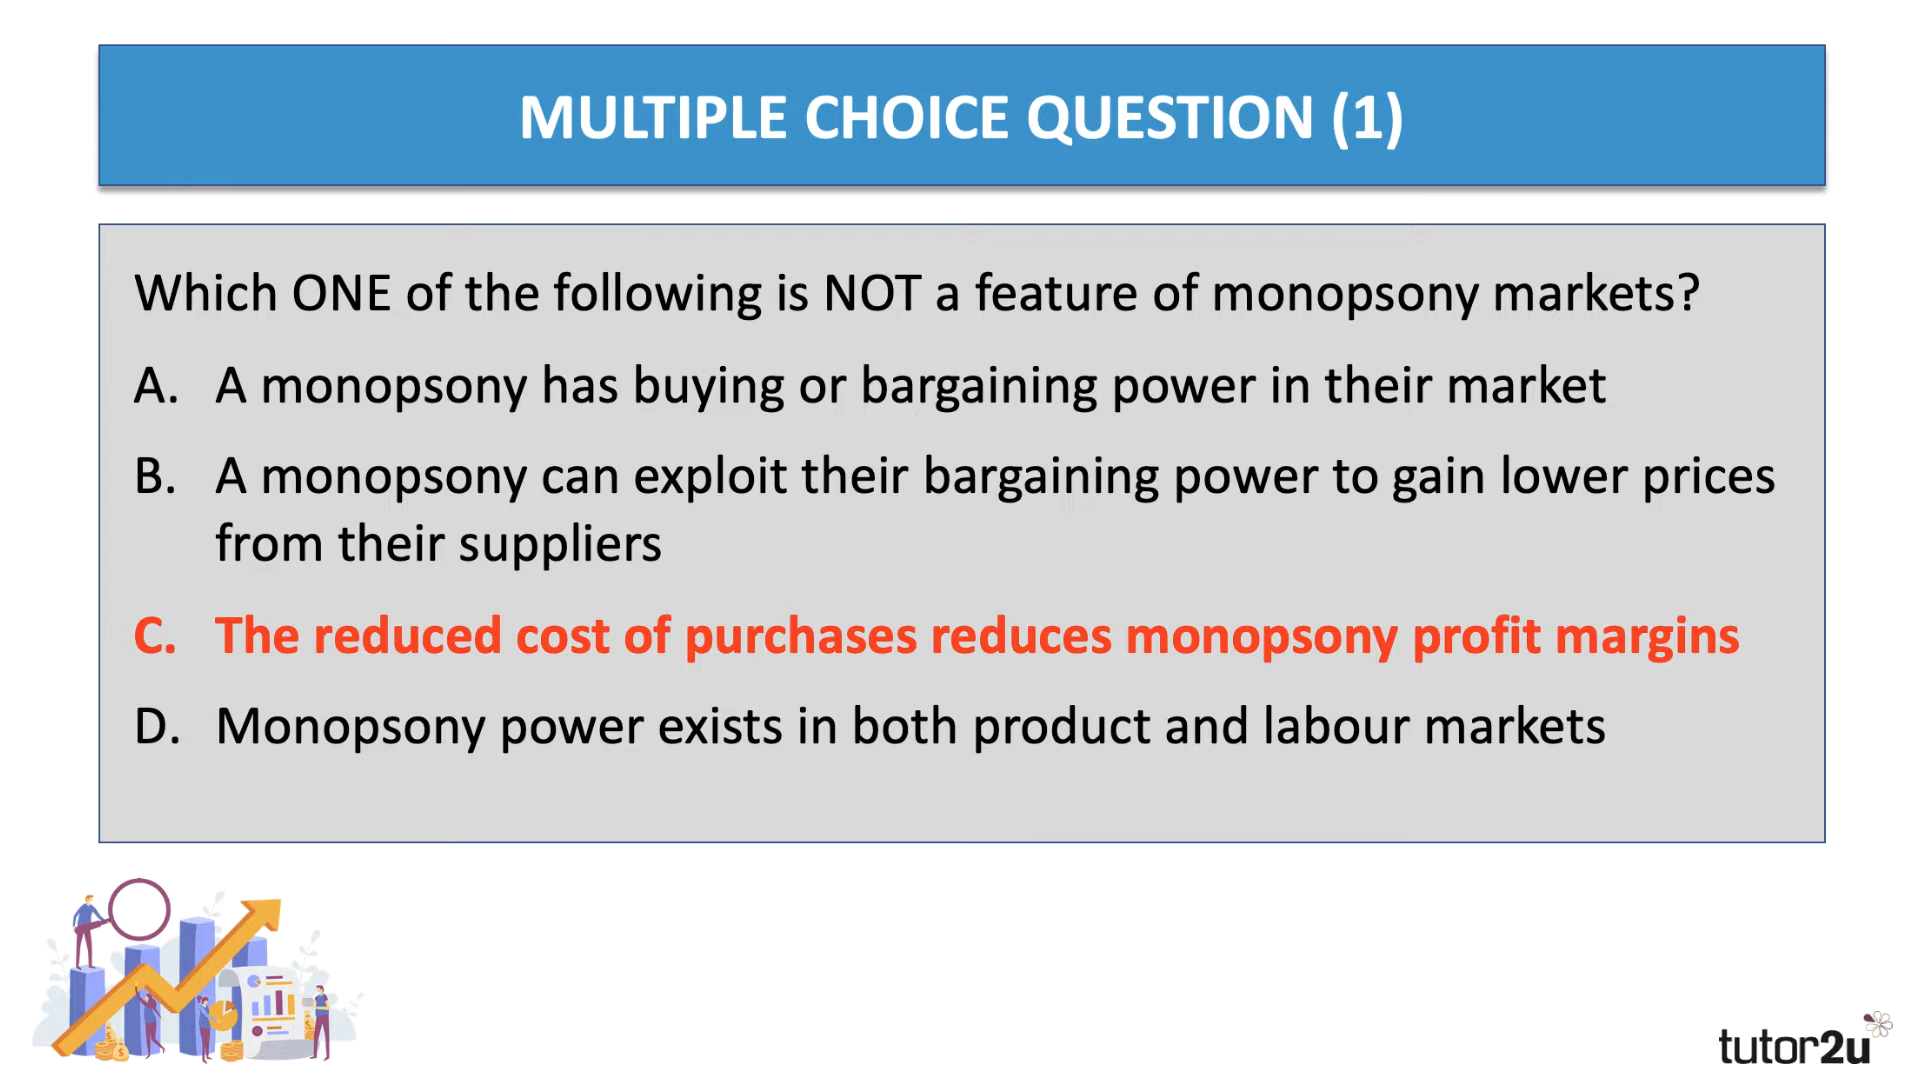 MULTIPLE CHOICE QUESTION (1)
Which ONE of the following is NOT a feature of monopsony markets?
A. A monopsony has buying or bargaining power in their market
B. A monopsony can exploit their bargaining power to gain lower prices
from their suppliers
C. The reduced cost of purchases reduces monopsony profit margins
D. Monopsony power exists in both product and labour markets
tutor2u